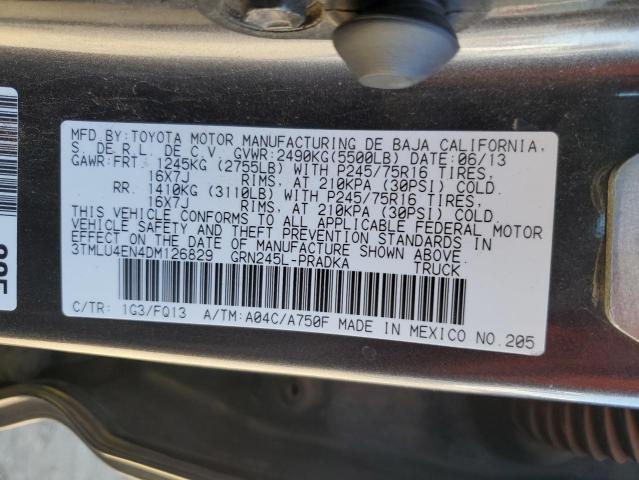 MFD. BY: TOYOTA MOTOR MANUFACTURING DE BAJA CALIFORNIA,
S. DE R.L. DE C.V. GVWR: 2490KG(5500LB) DATE: 06/13
GAWR: FRT. 1245KG (2755LB) WITH P245/75R16 TIRES,
16X7J RIMS, AT 210KPA (30PSI) COLD.
RR. 1410KG (3110LB) WITH P245/75R16 TIRES,
16X7J RIMS, AT 210KPA (30PSI) COLD.
THIS VEHICLE CONFORMS TO ALL APPLICABLE FEDERAL MOTOR
VEHICLE SAFETY AND THEFT PREVENTION STANDARDS IN
EFFECT ON THE DATE OF MANUFACTURE SHOWN ABOVE.
3TMLU4EN4DM126829 GRN245L-PRADKA TRUCK
C/TR: 1G3/FQ13 A/TM: A04C/A750F MADE IN MEXICO NO.205